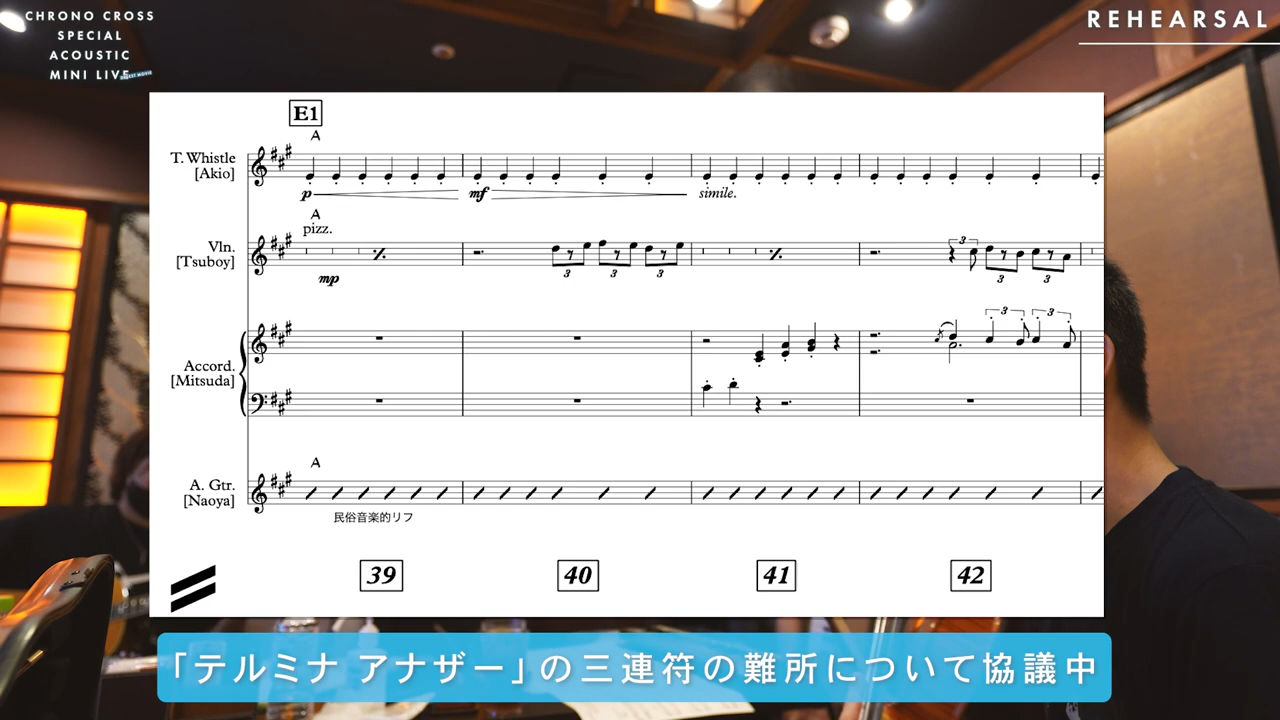 CHRONO CROSS
SPECIAL
ACOUSTIC
MINI LIVE
REHEARSAL
E1
A
T. Whistle
[Akio]
p
mf
simile.
A
pizz.
Vln.
[Tsuboy]
mp
3
3
3
3
3
3
Accord.
[Mitsuda]
3
3
A
A. Gtr.
[Naoya]
民俗音楽的リフ
39
40
41
42
「テルミナ アナザー」の三連符の難所について協議中